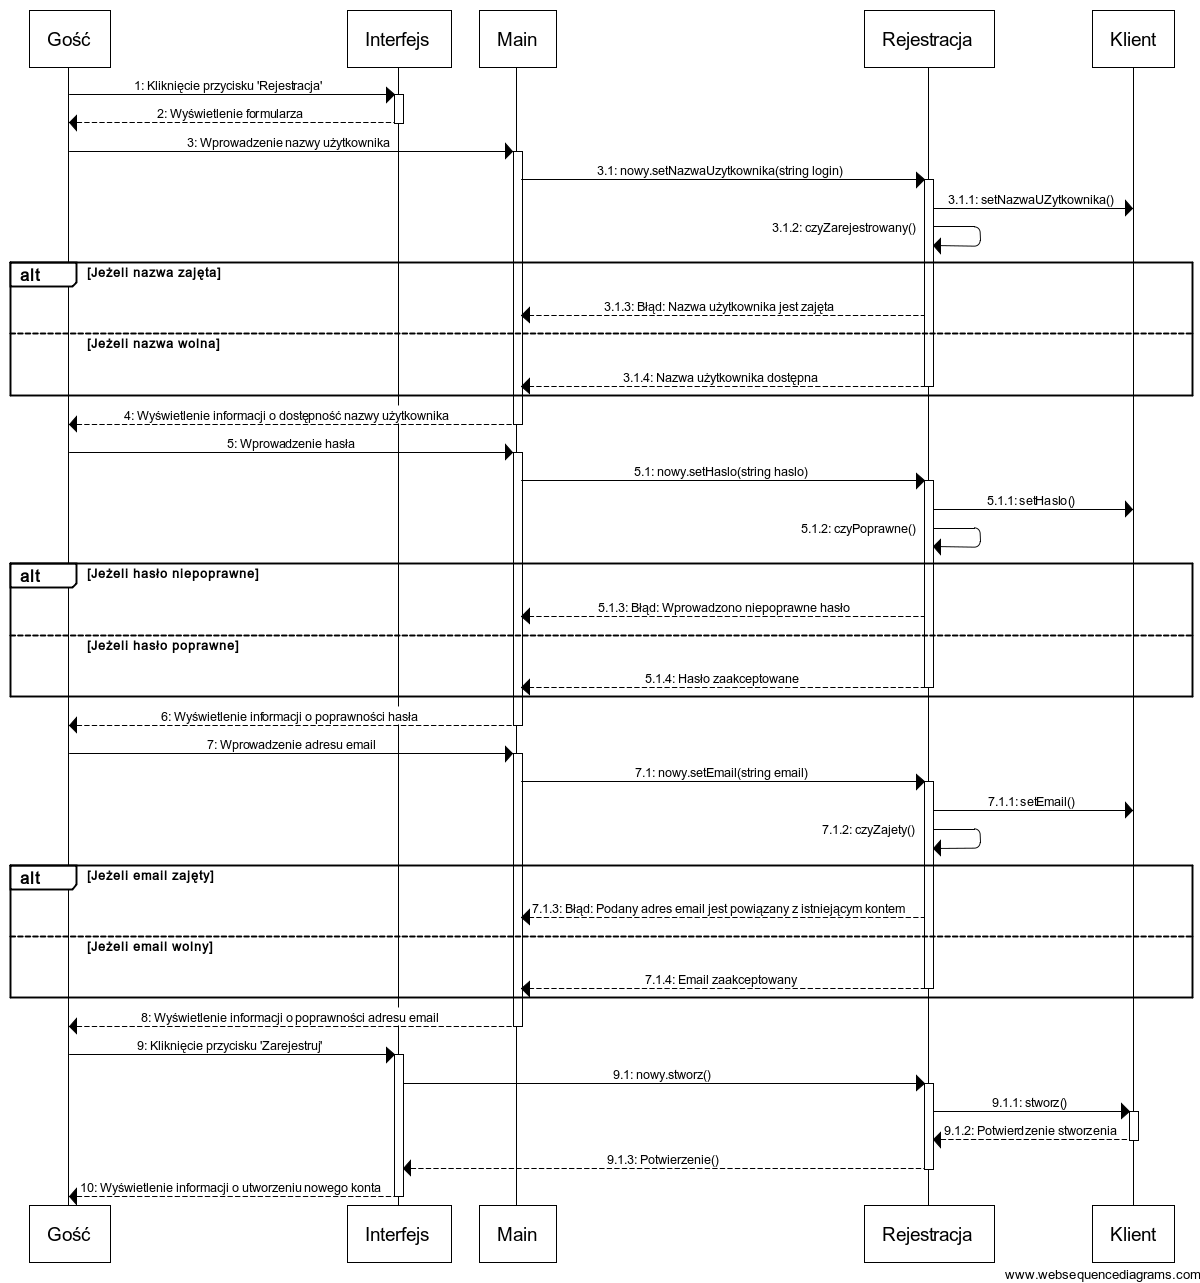 Gość
Interfejs
Main
Rejestracja
Klient
1: Kliknięcie przycisku 'Rejestracja'
2: Wyświetlenie formularza
3: Wprowadzenie nazwy użytkownika
3.1: nowy.setNazwaUzytkownika(string login)
3.1.1: setNazwaUZytkownika()
3.1.2: czyZarejestrowany()
alt
[Jeżeli nazwa zajęta]
3.1.3: Błąd: Nazwa użytkownika jest zajęta
[Jeżeli nazwa wolna]
3.1.4: Nazwa użytkownika dostępna
4: Wyświetlenie informacji o dostępność nazwy użytkownika
5: Wprowadzenie hasła
5.1: nowy.setHaslo(string haslo)
5.1.1: setHaslo()
5.1.2: czyPoprawne()
alt
[Jeżeli hasło niepoprawne]
5.1.3: Błąd: Wprowadzono niepoprawne hasło
[Jeżeli hasło poprawne]
5.1.4: Hasło zaakceptowane
6: Wyświetlenie informacji o poprawności hasła
7: Wprowadzenie adresu email
7.1: nowy.setEmail(string email)
7.1.1: setEmail()
7.1.2: czyZajety()
alt
[Jeżeli email zajęty]
7.1.3: Błąd: Podany adres email jest powiązany z istniejącym kontem
[Jeżeli email wolny]
7.1.4: Email zaakceptowany
8: Wyświetlenie informacji o poprawności adresu email
9: Kliknięcie przycisku 'Zarejestruj'
9.1: nowy.stworz()
9.1.1: stworz()
9.1.2: Potwierdzenie stworzenia
9.1.3: Potwierzenie()
10: Wyświetlenie informacji o utworzeniu nowego konta
Gość
Interfejs
Main
Rejestracja
Klient
www.websequencediagrams.com